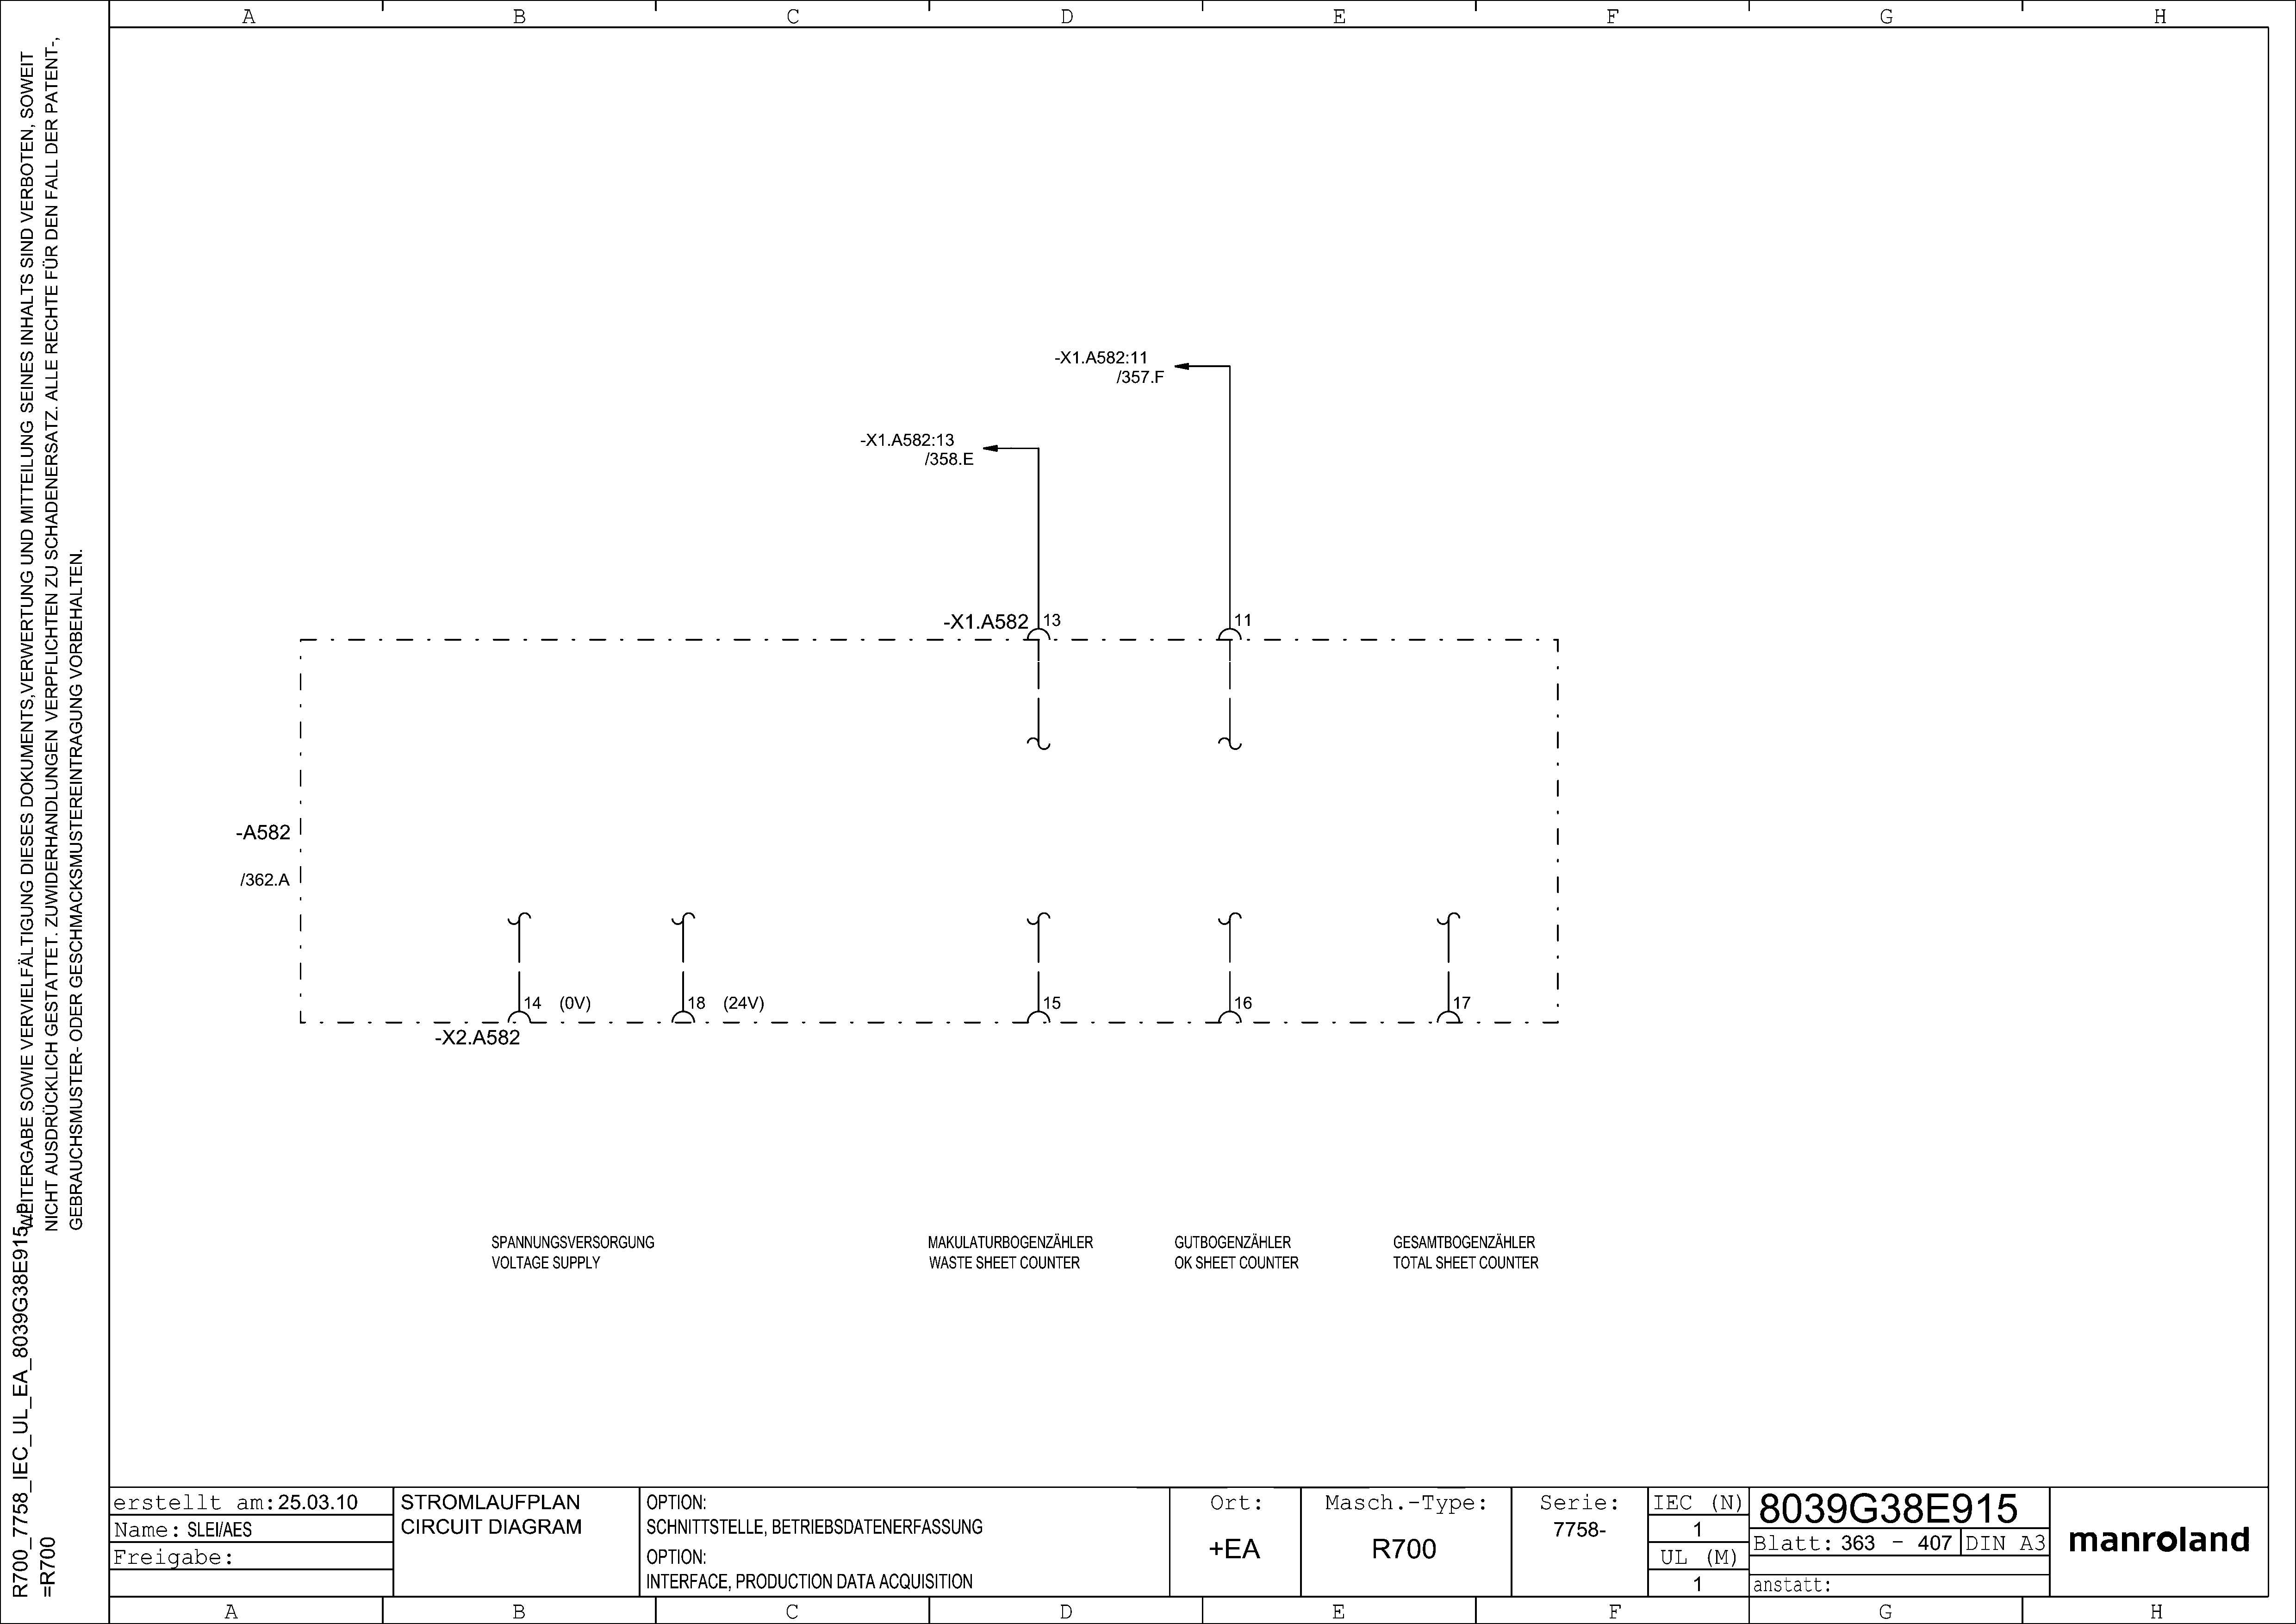 A B C D E F G H
WEITERGABE SOWIE VERVIELFÄLTIGUNG DIESES DOKUMENTS,VERWERTUNG UND MITTEILUNG SEINES INHALTS SIND VERBOTEN, SOWEIT
NICHT AUSDRÜCKLICH GESTATTET. ZUWIDERHANDLUNGEN VERPFLICHTEN ZU SCHADENERSATZ. ALLE RECHTE FÜR DEN FALL DER PATENT-,
GEBRAUCHSMUSTER- ODER GESCHMACKSMUSTEREINTRAGUNG VORBEHALTEN.
R700_7758_IEC_UL_EA_8039G38E915_0
=R700
-X1.A582:11
/357.F
-X1.A582:13
/358.E
-X1.A582 13 11
-A582
/362.A
14 (0V) 18 (24V) 15 16 17
-X2.A582
SPANNUNGSVERSORGUNG MAKULATURBOGENZÄHLER GUTBOGENZÄHLER GESAMTBOGENZÄHLER
VOLTAGE SUPPLY WASTE SHEET COUNTER OK SHEET COUNTER TOTAL SHEET COUNTER
erstellt am: 25.03.10
Name: SLEI/AES
Freigabe:
STROMLAUFPLAN
CIRCUIT DIAGRAM
OPTION:
SCHNITTSTELLE, BETRIEBSDATENERFASSUNG
OPTION:
INTERFACE, PRODUCTION DATA ACQUISITION
Ort:
+EA
Masch.-Type:
R700
Serie:
7758-
IEC (N)
1
UL (M)
1
8039G38E915
Blatt: 363 - 407 DIN A3
anstatt:
manroland
A B C D E F G H